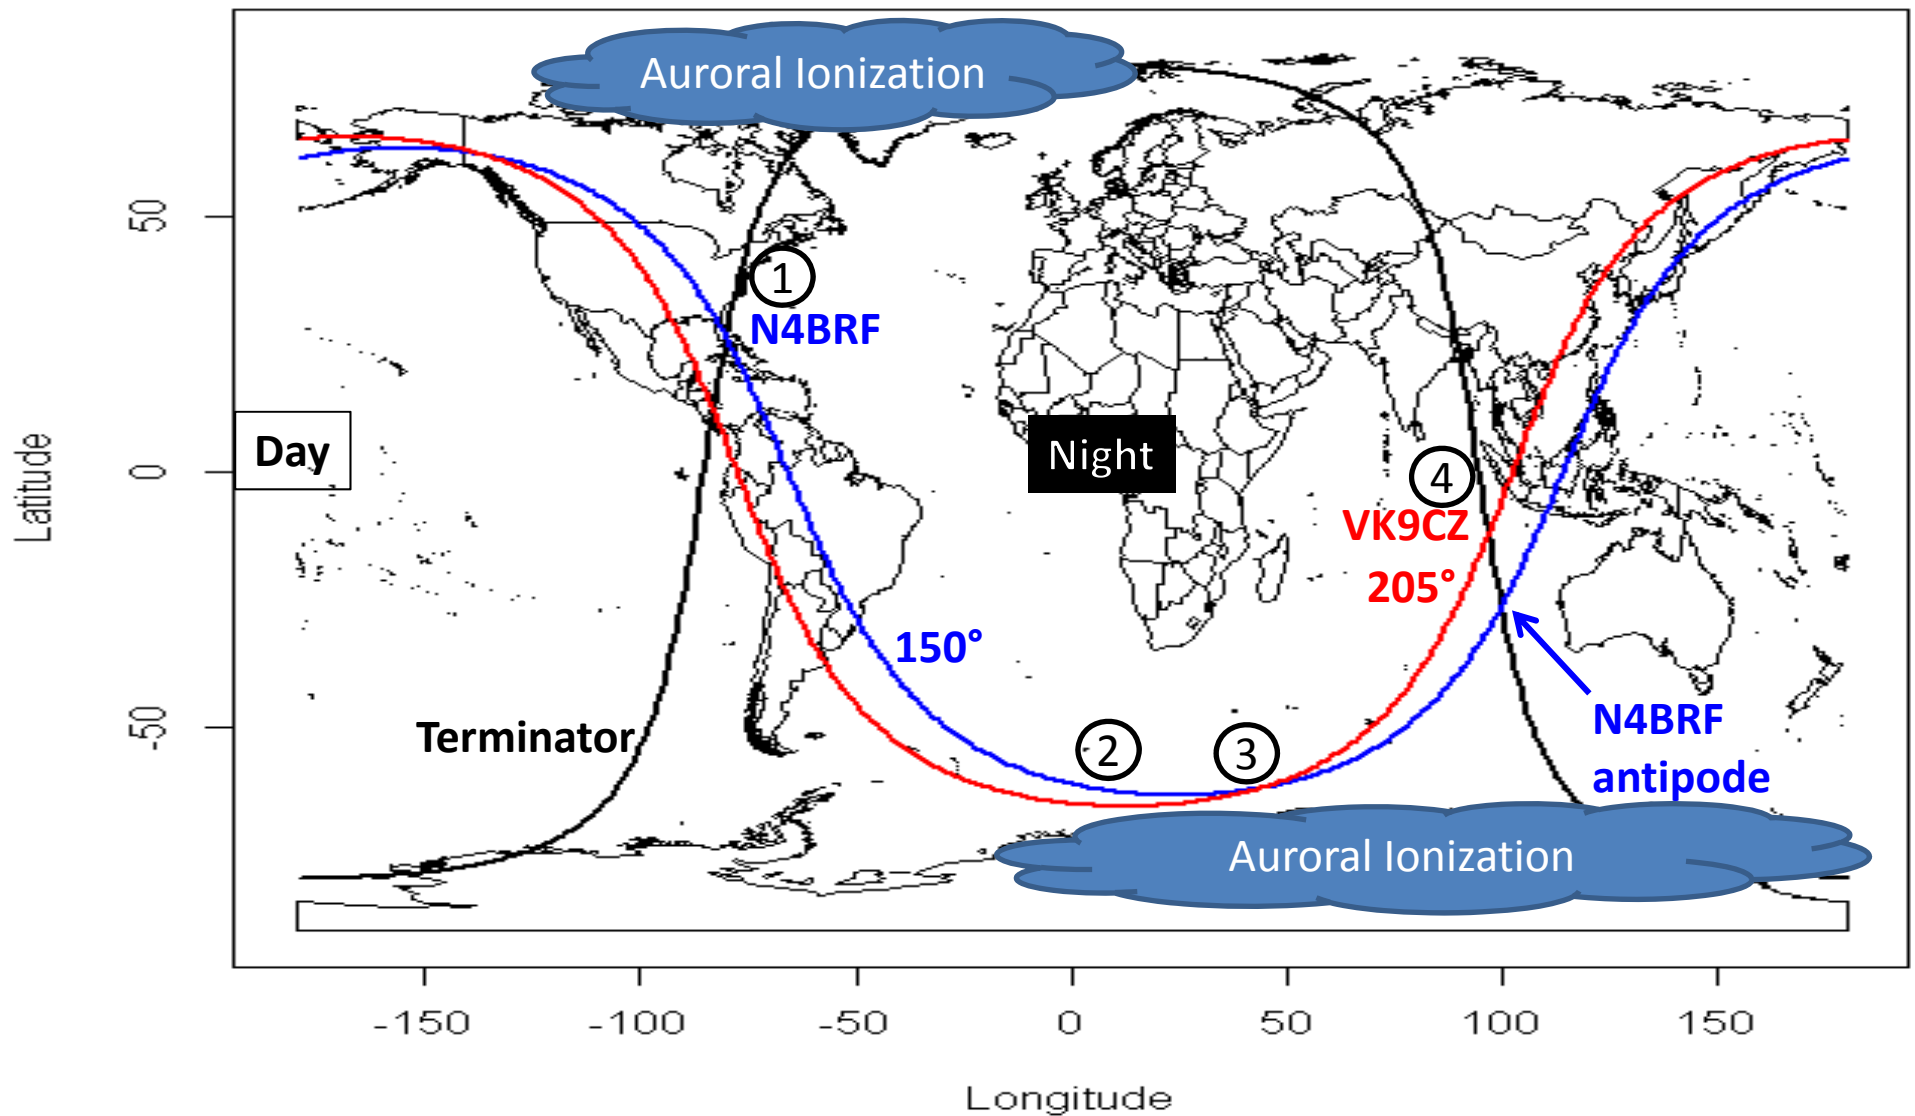 Auroral Ionization
50
1
N4BRF
Day
Latitude
0
Night
4
VK9CZ
205°
150°
-50
Terminator
2
3
N4BRF
antipode
Auroral Ionization
-150
-100
-50
0
50
100
150
Longitude